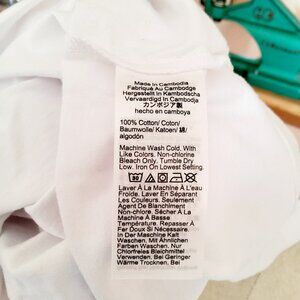 Made In Cambodia
Fabriqué Au Cambodge
Hergestellt In Kambodscha
Vervaardigd In Cambodja
カンボジア製
hecho en camboya
100% Cotton/ Coton/
Baumwolle/ Katoen/ 綿/
algodón
Machine Wash Cold, With
Like Colors. Non-chlorine
Bleach Only. Tumble Dry
Low. Iron On Lowest Setting.
Laver À La Machine À L'eau
Froide. Laver En Séparant
Les Couleurs. Seulement
Agent De Blanchiment
Non-chlore. Sécher À La
Machine À Basse
Température. Repasser À
Fer Doux Si Nécessaire.
In Der Maschine Kalt
Waschen. Mit Ähnlichen
Farben Waschen. Nur
Chlorfreies Bleichmittel
Verwenden. Bei Geringer
Wärme Trocknen. Bei